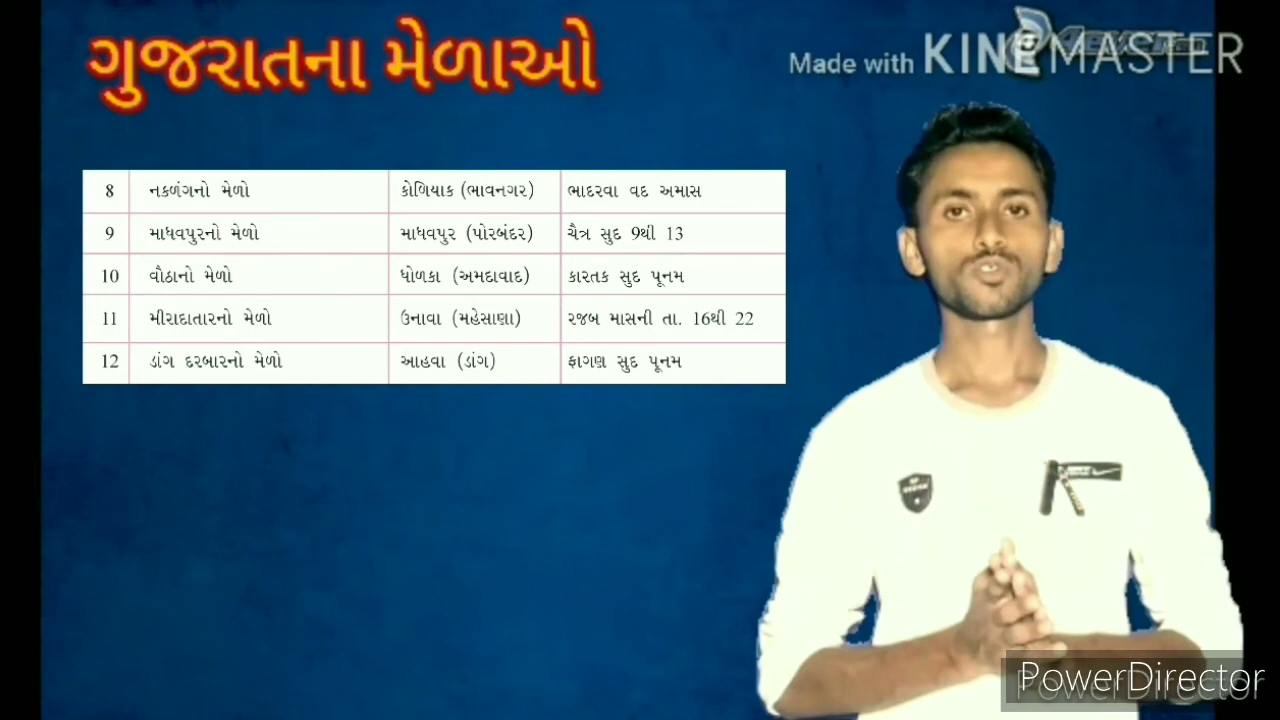 ગુજરાતના મેળાઓ
Made with KINEMASTER
8 નકળંગનો મેળો કોળિયાક (ભાવનગર) ભાદરવા વદ અમાસ
9 માધવપુરનો મેળો માધવપુર (પોરબંદર) ચૈત્ર સુદ 9થી 13
10 વૌઠાનો મેળો ધોળકા (અમદાવાદ) કારતક સુદ પૂનમ
11 મીરાદાતારનો મેળો ઉનાવા (મહેસાણા) રજબ માસની તા. 16થી 22
12 ડાંગ દરબારનો મેળો આહવા (ડાંગ) ફાગણ સુદ પૂનમ
PowerDirector